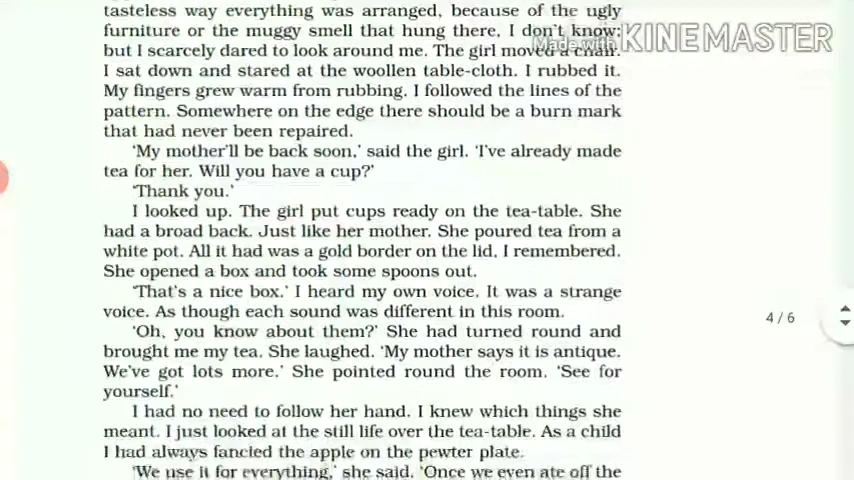 tasteless way everything was arranged, because of the ugly
furniture or the muggy smell that hung there, I don't know;
but I scarcely dared to look around me. The girl moved a chair.
Made with KINEMASTER
I sat down and stared at the woollen table-cloth. I rubbed it.
My fingers grew warm from rubbing. I followed the lines of the
pattern. Somewhere on the edge there should be a burn mark
that had never been repaired.
'My mother'll be back soon,' said the girl. 'I've already made
tea for her. Will you have a cup?'
'Thank you.'
I looked up. The girl put cups ready on the tea-table. She
had a broad back. Just like her mother. She poured tea from a
white pot. All it had was a gold border on the lid, I remembered.
She opened a box and took some spoons out.
'That's a nice box.' I heard my own voice. It was a strange
voice. As though each sound was different in this room.
4 / 6
'Oh, you know about them?' She had turned round and
brought me my tea. She laughed. 'My mother says it is antique.
We've got lots more.' She pointed round the room. 'See for
yourself.'
I had no need to follow her hand. I knew which things she
meant. I just looked at the still life over the tea-table. As a child
I had always fancied the apple on the pewter plate.
'We use it for everything,' she said. 'Once we even ate off the